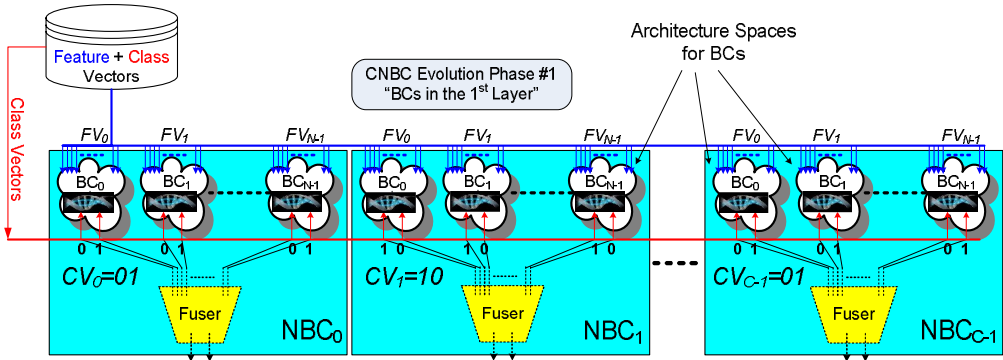 Feature + Class
Vectors
Class Vectors
CNBC Evolution Phase #1
“BCs in the 1st Layer”
Architecture Spaces
for BCs
FV0 FV1 FVN-1 FV0 FV1 FVN-1 FV0 FV1 FVN-1
BC0 BC1 BCN-1 BC0 BC1 BCN-1 BC0 BC1 BCN-1
0 1 0 1 0 1 1 0 1 0 1 0 0 1 0 1 0 1
CV0=01 CV1=10 CVC-1=01
Fuser Fuser Fuser
NBC0 NBC1 NBCC-1